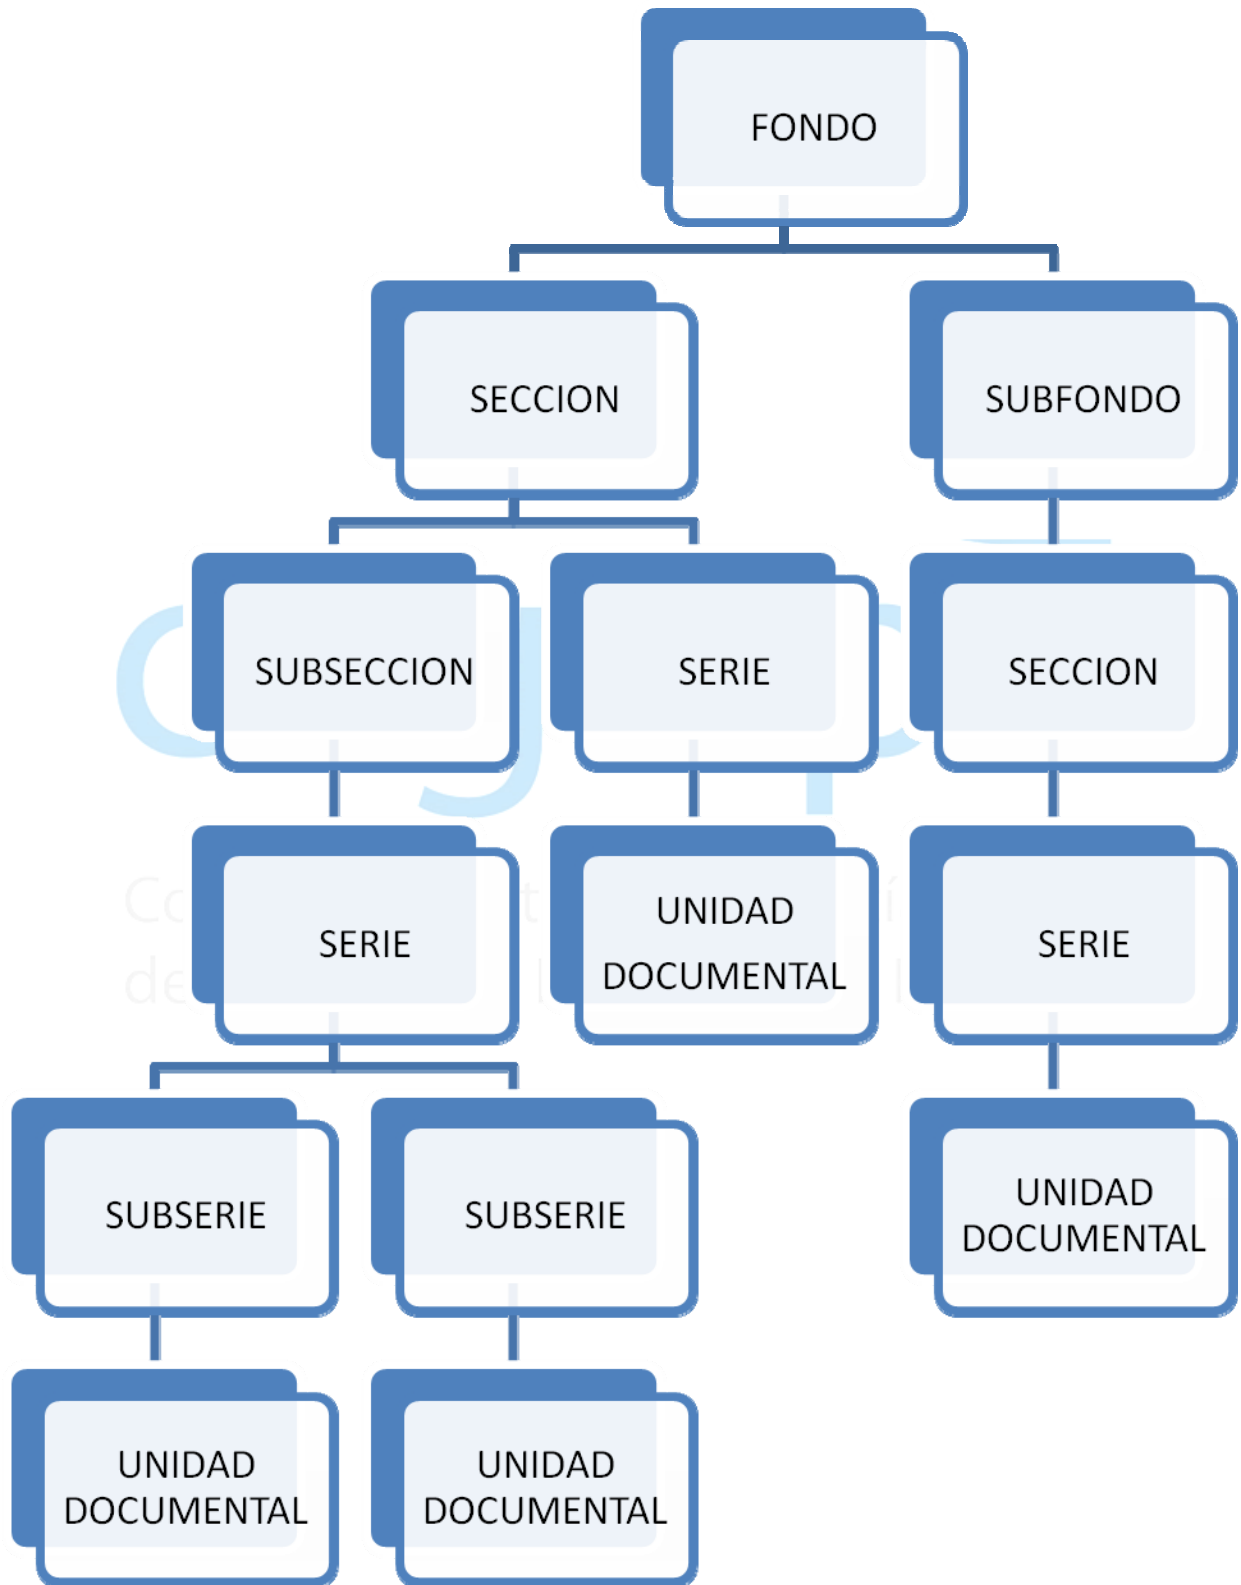 FONDO
SECCION
SUBFONDO
SUBSECCION
SERIE
SECCION
SERIE
UNIDAD
DOCUMENTAL
SERIE
SUBSERIE
SUBSERIE
UNIDAD
DOCUMENTAL
UNIDAD
DOCUMENTAL
UNIDAD
DOCUMENTAL